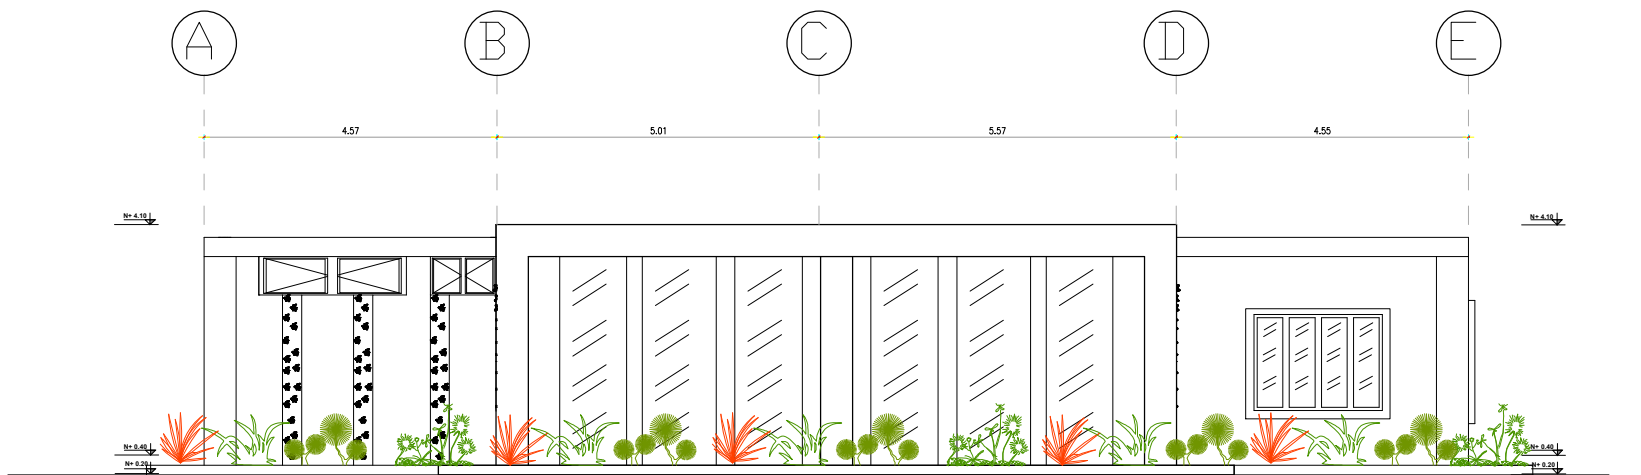 A B C D E
4.57 5.01 5.57 4.55
N+ 4.10 N+ 4.10
N+ 0.40 N+ 0.40
N+ 0.20 N+ 0.20